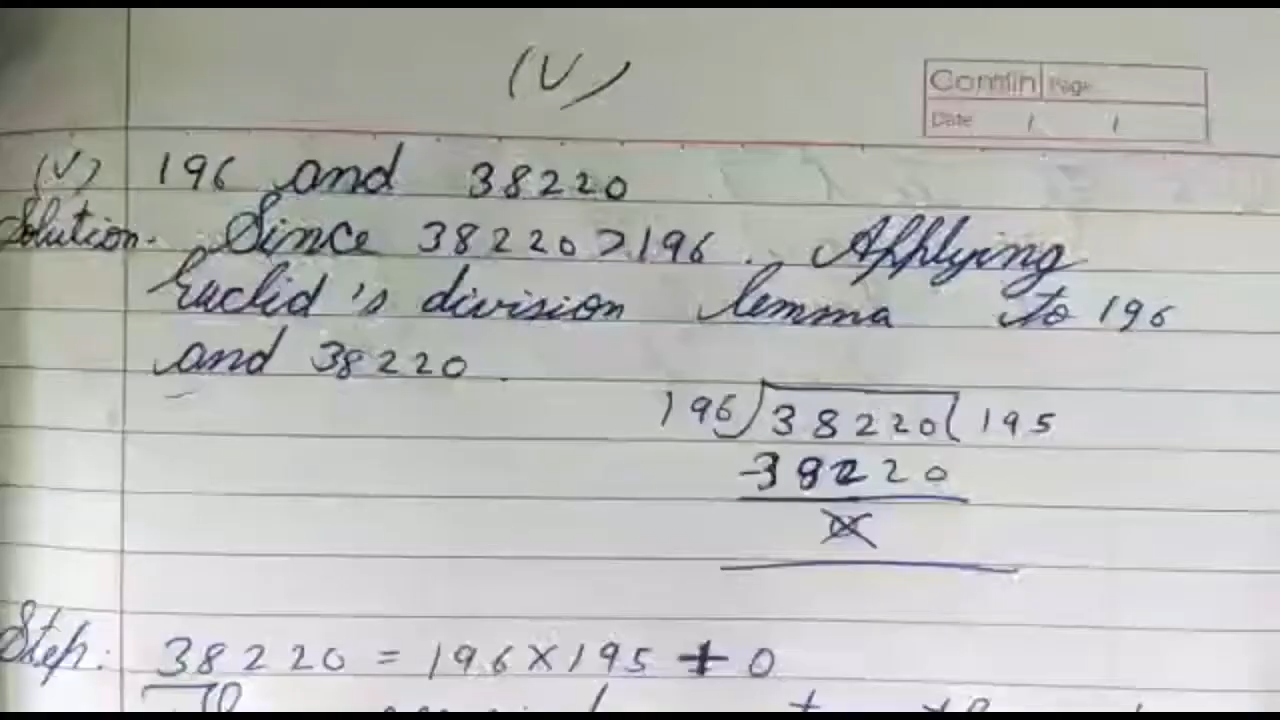 (V)
Comlin Page
Date / /
(V) 196 and 38220
Solution. Since 38220 > 196. Applying
Euclid's division lemma to 196
and 38220.
196)38220(195
-38220
0
Step: 38220 = 196 × 195 + 0